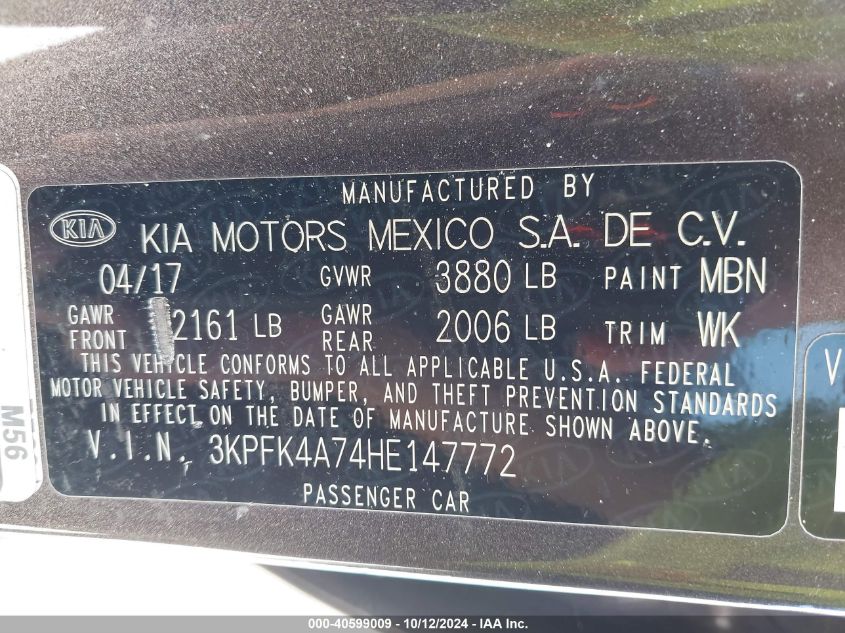 MANUFACTURED BY
KIA KIA MOTORS MEXICO S.A. DE C.V.
04/17 GVWR 3880 LB PAINT MBN
GAWR FRONT 2161 LB GAWR REAR 2006 LB TRIM WK
THIS VEHICLE CONFORMS TO ALL APPLICABLE U.S.A. FEDERAL
MOTOR VEHICLE SAFETY, BUMPER, AND THEFT PREVENTION STANDARDS
IN EFFECT ON THE DATE OF MANUFACTURE SHOWN ABOVE.
V.I.N. 3KPFK4A74HE147772
PASSENGER CAR
M56
V
000-40599009 - 10/12/2024 - IAA Inc.